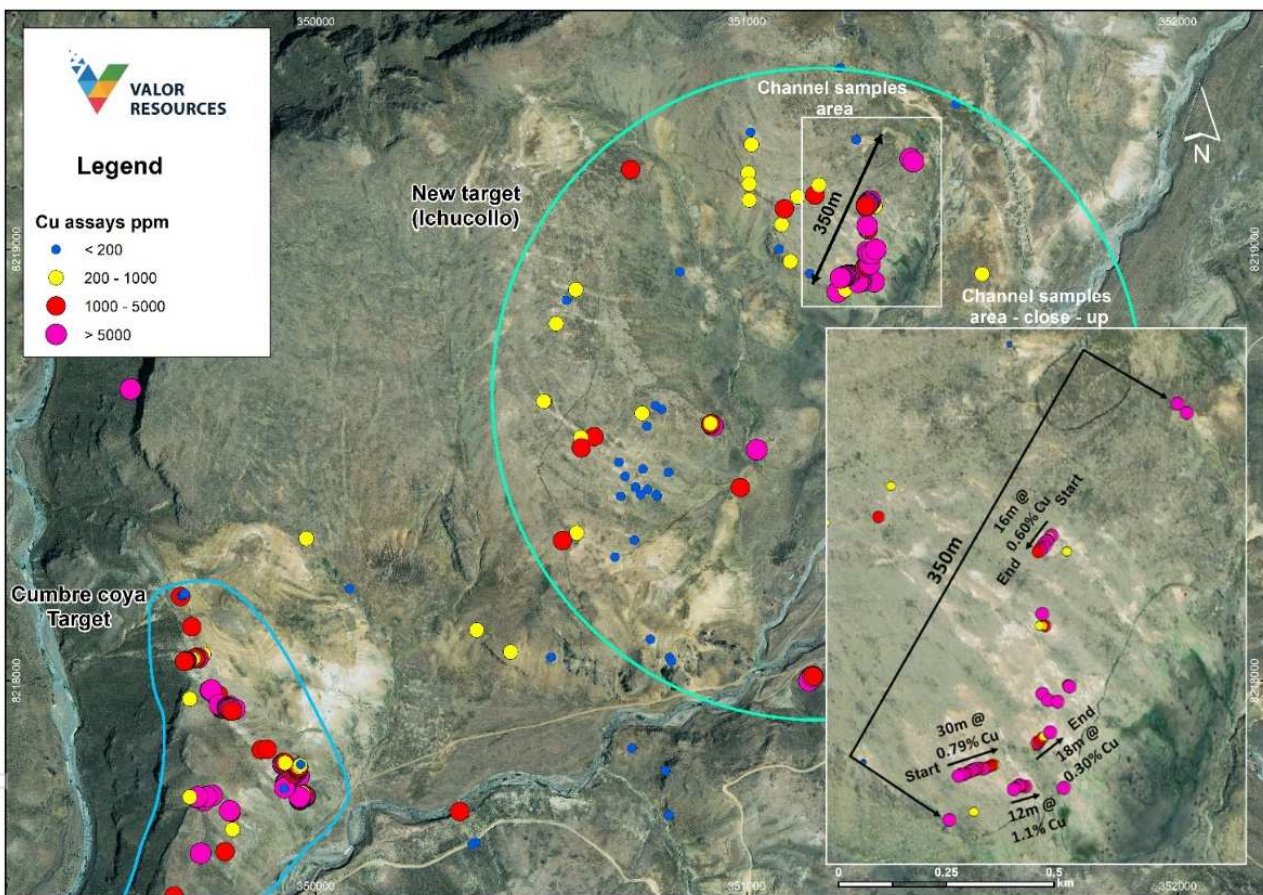 350000
351000
352000
VALOR
RESOURCES
Legend
Cu assays ppm
< 200
200 - 1000
1000 - 5000
> 5000
Channel samples
area
New target
(Ichucollo)
350m
N
8219000
8219000
Channel samples
area - close - up
16m @
0.60% Cu
Start
End
350m
Cumbre coya
Target
8218000
8218000
30m @
0.79% Cu
Start
End
18m @
0.30% Cu
12m @
1.1% Cu
0
0.25
0.5
km
350000
351000
352000